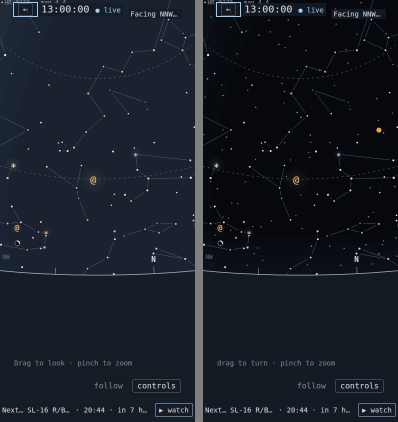 ← 13:00:00 ● live Facing NNW…
@
*
@
NW
N
Drag to look · pinch to zoom
follow controls
Next… SL-16 R/B… · 20:44 · in 7 h… ▶ watch
← 13:00:00 ● live Facing NNW…
@
*
@
NW
N
drag to turn · pinch to zoom
follow controls
Next… SL-16 R/B… · 20:44 · in 7 h… ▶ watch